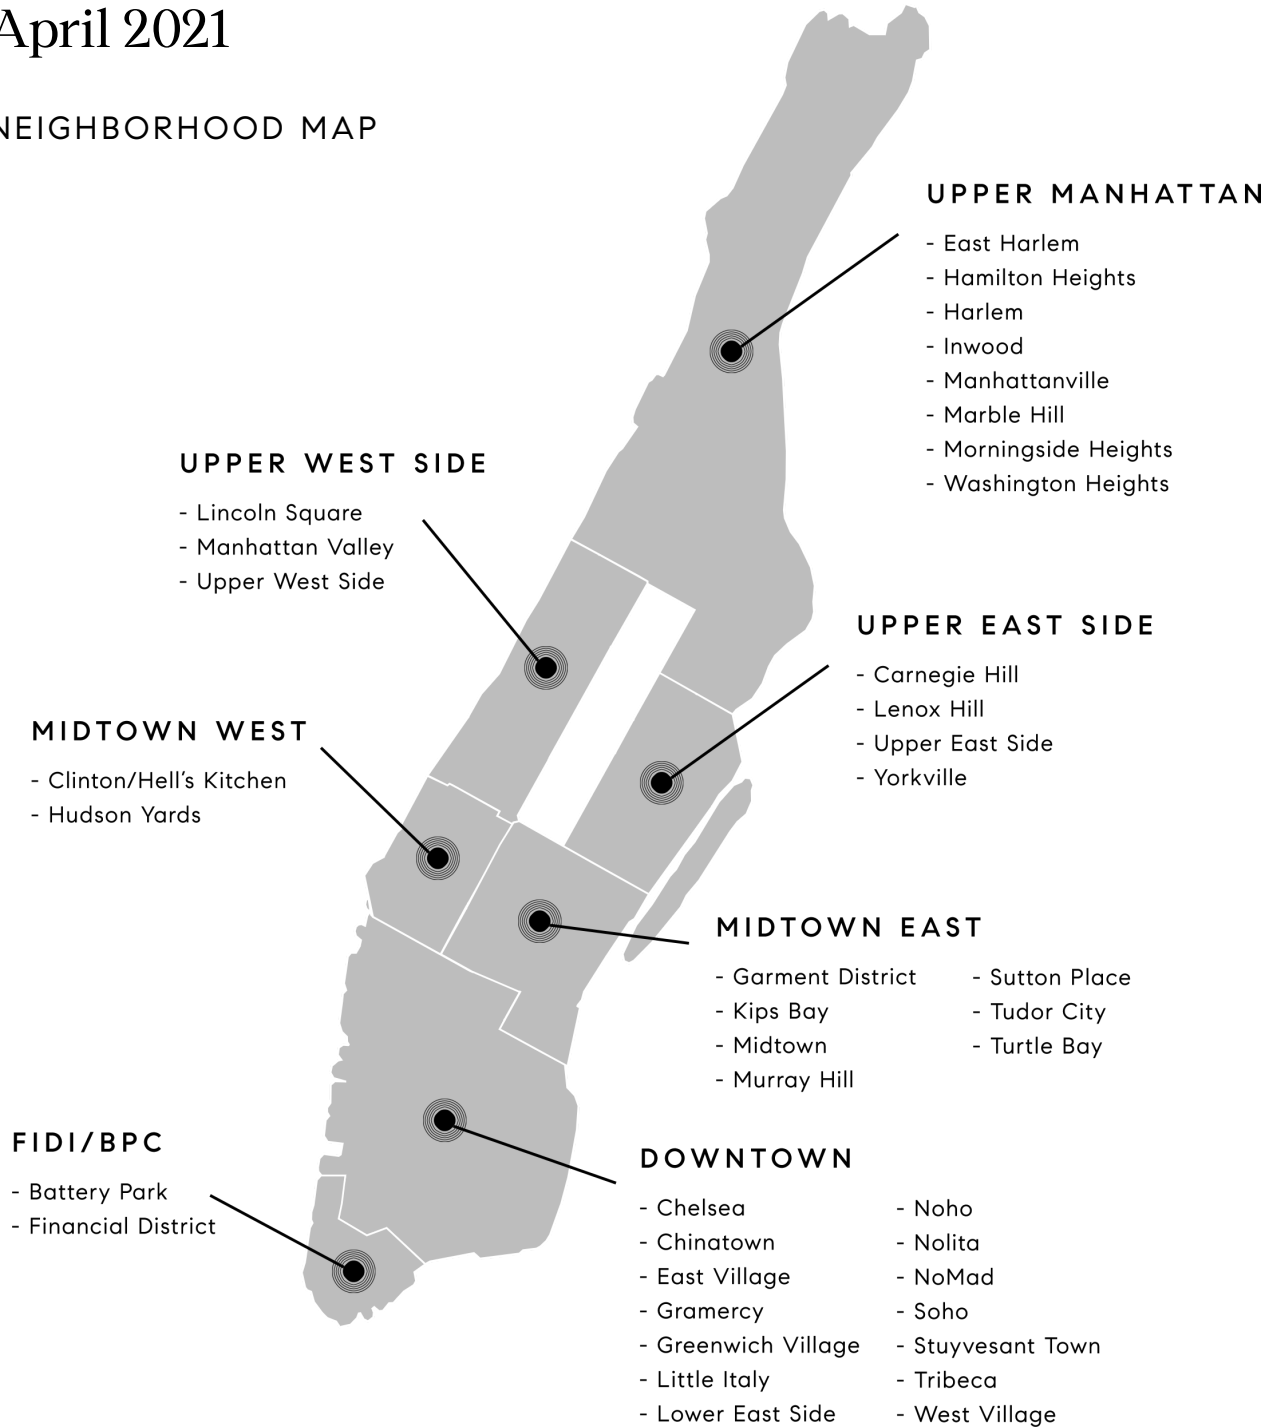 April 2021
NEIGHBORHOOD MAP
UPPER MANHATTAN
- East Harlem
- Hamilton Heights
- Harlem
- Inwood
- Manhattanville
- Marble Hill
- Morningside Heights
- Washington Heights
UPPER WEST SIDE
- Lincoln Square
- Manhattan Valley
- Upper West Side
UPPER EAST SIDE
- Carnegie Hill
- Lenox Hill
- Upper East Side
- Yorkville
MIDTOWN WEST
- Clinton/Hell's Kitchen
- Hudson Yards
MIDTOWN EAST
- Garment District
- Kips Bay
- Midtown
- Murray Hill
- Sutton Place
- Tudor City
- Turtle Bay
FIDI/BPC
- Battery Park
- Financial District
DOWNTOWN
- Chelsea
- Chinatown
- East Village
- Gramercy
- Greenwich Village
- Little Italy
- Lower East Side
- Noho
- Nolita
- NoMad
- Soho
- Stuyvesant Town
- Tribeca
- West Village